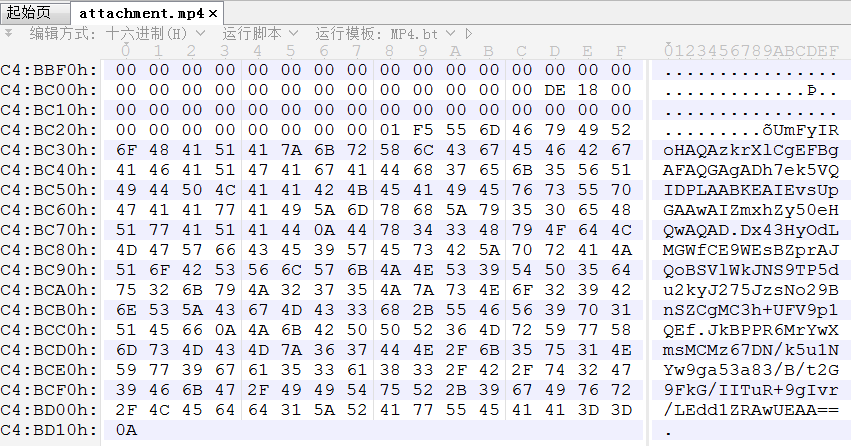 起始页 attachment.mp4 ×
编辑方式: 十六进制(H) 运行脚本 运行模板: MP4.bt
0 1 2 3 4 5 6 7 8 9 A B C D E F 0123456789ABCDEF
C4:BBF0h: 00 00 00 00 00 00 00 00 00 00 00 00 00 00 00 00 ................
C4:BC00h: 00 00 00 00 00 00 00 00 00 00 00 00 00 DE 18 00 .............Þ..
C4:BC10h: 00 00 00 00 00 00 00 00 00 00 00 00 00 00 00 00 ................
C4:BC20h: 00 00 00 00 00 00 00 00 01 F5 55 6D 46 79 49 52 .........õUmFyIR
C4:BC30h: 6F 48 41 51 41 7A 6B 72 58 6C 43 67 45 46 42 67 oHAQAzkrXlCgEFBg
C4:BC40h: 41 46 41 51 47 41 67 41 44 68 37 65 6B 35 56 51 AFAQGAgADh7ek5VQ
C4:BC50h: 49 44 50 4C 41 41 42 4B 45 41 49 45 76 73 55 70 IDPLAABKEAIEvsUp
C4:BC60h: 47 41 41 77 41 49 5A 6D 78 68 5A 79 35 30 65 48 GAAwAIZmxhZy50eH
C4:BC70h: 51 77 41 51 41 44 0A 44 78 34 33 48 79 4F 64 4C QwAQAD.Dx43HyOdL
C4:BC80h: 4D 47 57 66 43 45 39 57 45 73 42 5A 70 72 41 4A MGWfCE9WEsBZprAJ
C4:BC90h: 51 6F 42 53 56 6C 57 6B 4A 4E 53 39 54 50 35 64 QoBSVlWkJNS9TP5d
C4:BCA0h: 75 32 6B 79 4A 32 37 35 4A 7A 73 4E 6F 32 39 42 u2kyJ275JzsNo29B
C4:BCB0h: 6E 53 5A 43 67 4D 43 33 68 2B 55 46 56 39 70 31 nSZCgMC3h+UFV9p1
C4:BCC0h: 51 45 66 0A 4A 6B 42 50 50 52 36 4D 72 59 77 58 QEf.JkBPPR6MrYwX
C4:BCD0h: 6D 73 4D 43 4D 7A 36 37 44 4E 2F 6B 35 75 31 4E msMCMz67DN/k5u1N
C4:BCE0h: 59 77 39 67 61 35 33 61 38 33 2F 42 2F 74 32 47 Yw9ga53a83/B/t2G
C4:BCF0h: 39 46 6B 47 2F 49 49 54 75 52 2B 39 67 49 76 72 9FkG/IITuR+9gIvr
C4:BD00h: 2F 4C 45 64 64 31 5A 52 41 77 55 45 41 41 3D 3D /LEdd1ZRAwUEAA==
C4:BD10h: 0A .